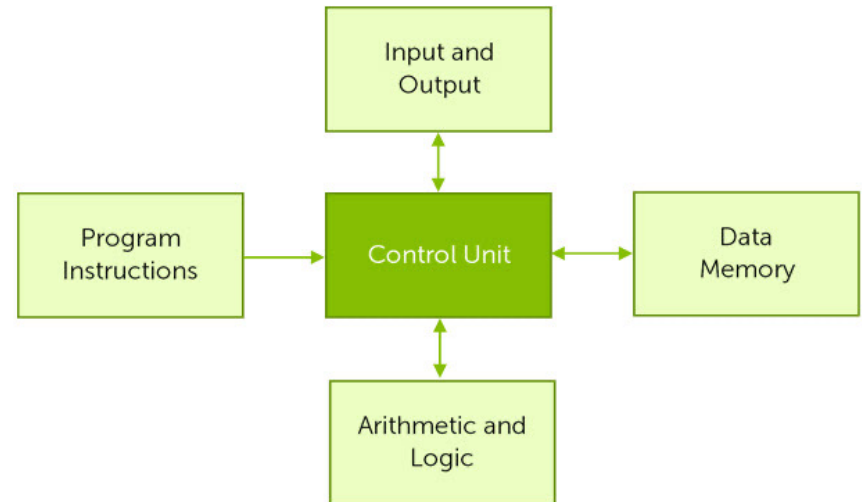 Input and
Output
Program
Instructions
Control Unit
Data
Memory
Arithmetic and
Logic